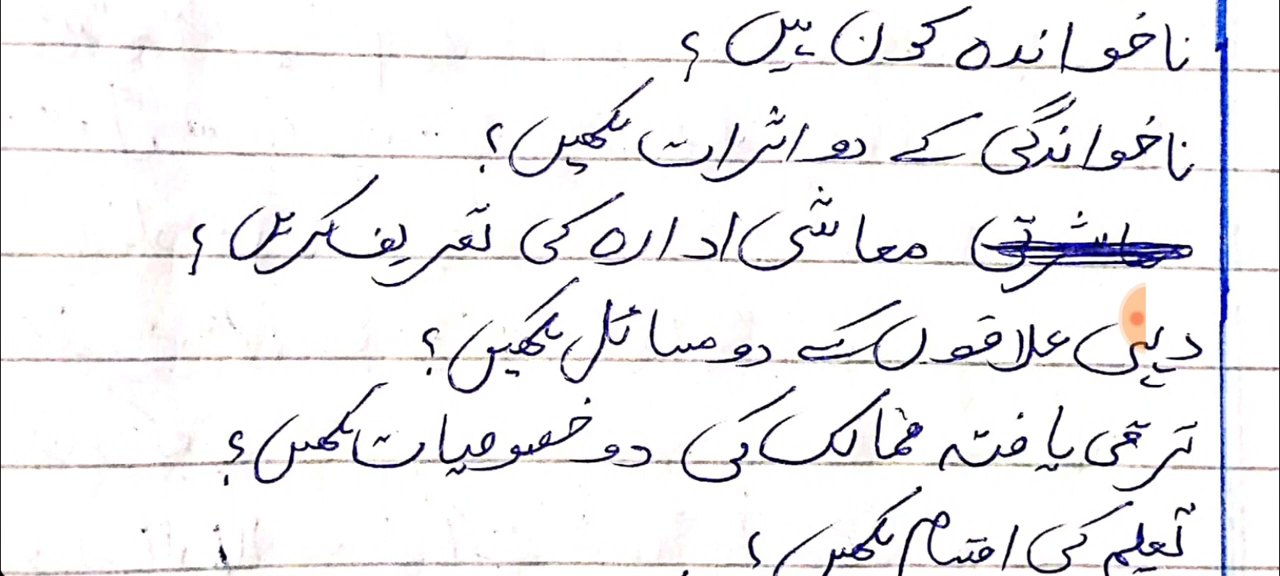 ناخواندہ کون ہیں ؟
ناخواندگی کے دو اثرات لکھیں ؟
معاشی ادارہ کی تعریف کریں ؟
دیہی علاقوں کے دو مسائل لکھیں ؟
ترقی یافتہ ممالک کی دو خصوصیات لکھیں ؟
تعلیم کی اقسام لکھیں ؟